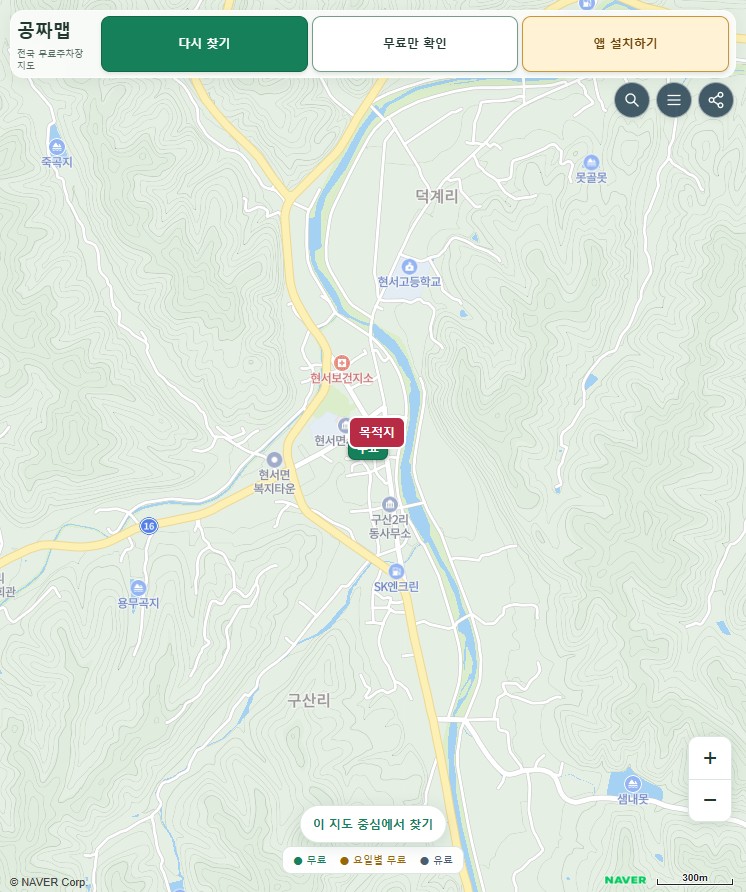 공짜맵
전국 무료주차장
지도
다시 찾기
무료만 확인
앱 설치하기
죽곡지
못골못
덕계리
현서고등학교
현서보건지소
목적지
현서면
현서면
복지타운
구산2리
동사무소
16
SK엔크린
회관
용무곡지
구산리
+
−
샘내못
이 지도 중심에서 찾기
무료
요일별 무료
유료
© NAVER Corp.
NAVER
300m